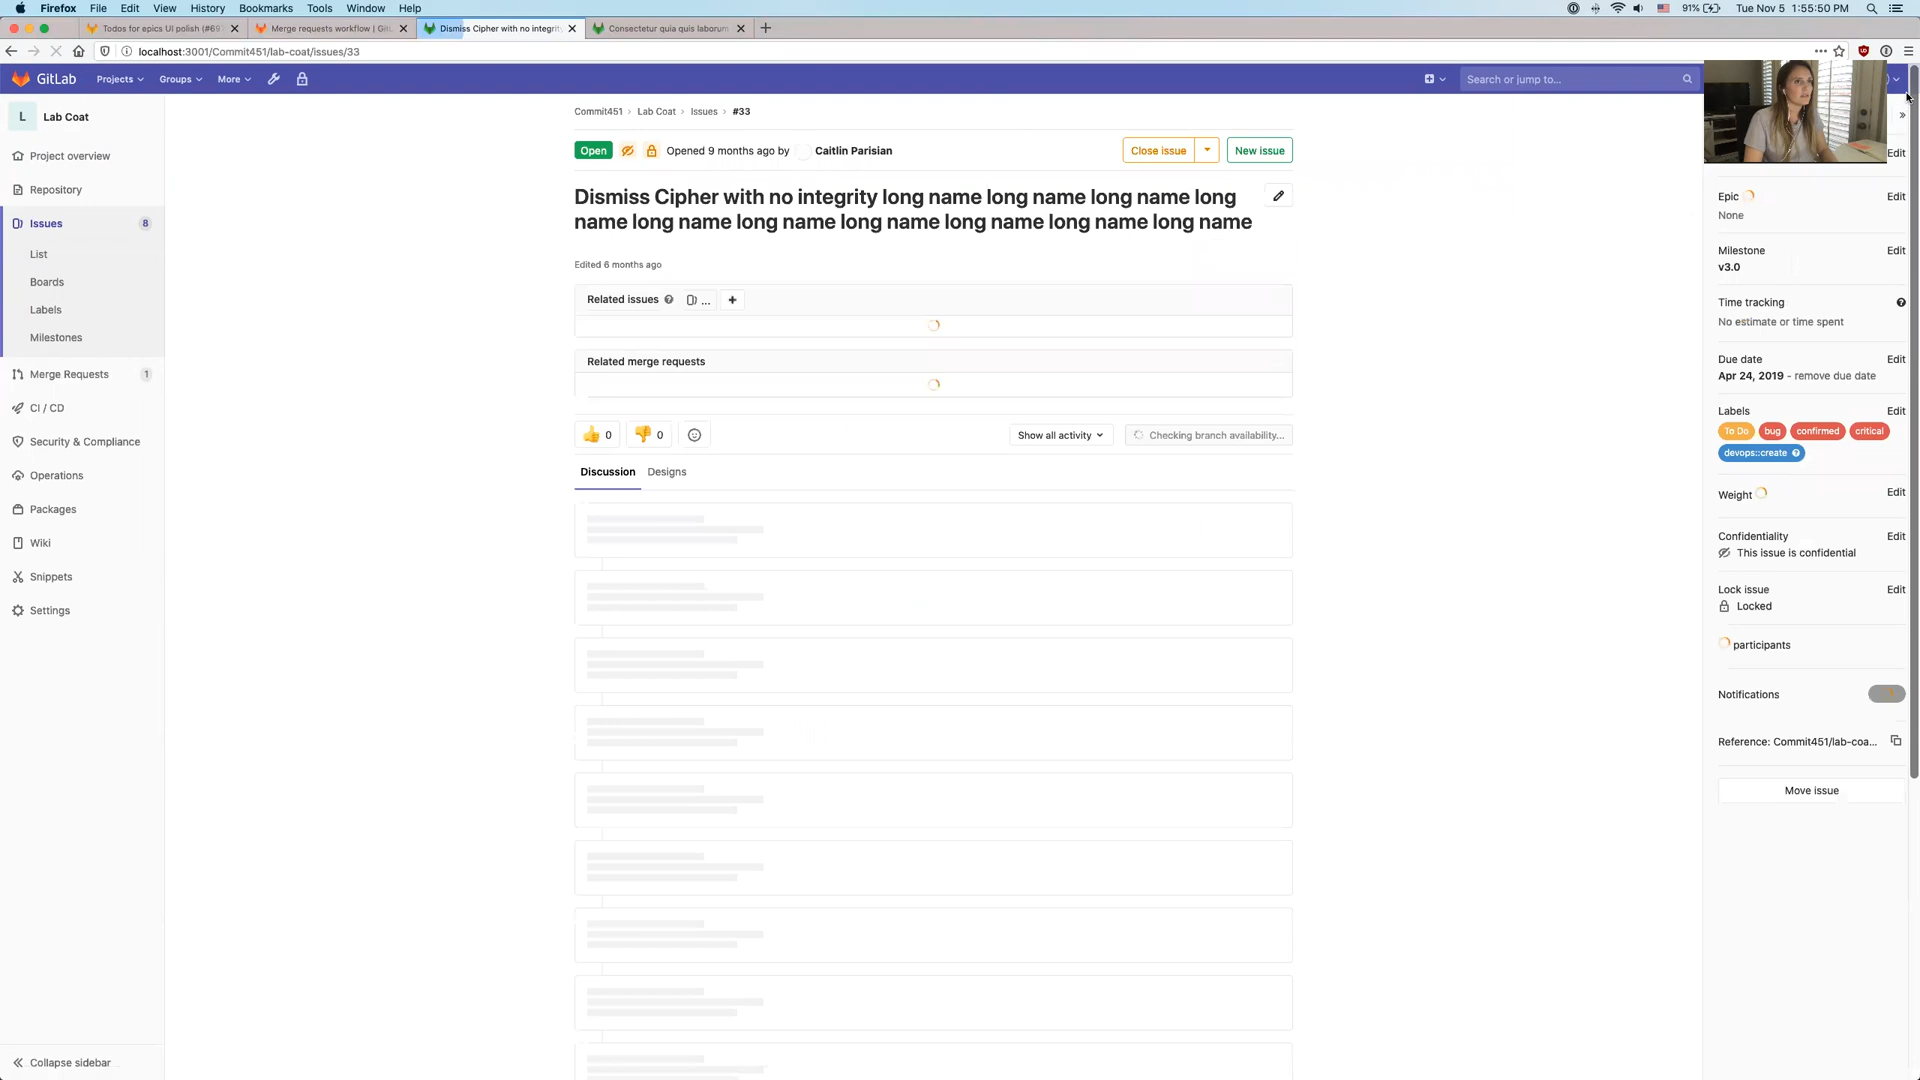 Firefox File Edit View History Bookmarks Tools Window Help
91% Tue Nov 5 1:55:50 PM
Todos for epics UI polish (#697
Merge requests workflow | GitL
Dismiss Cipher with no integrity
Consectetur quia quis laborum
localhost:3001/Commit451/lab-coat/issues/33
GitLab Projects Groups More
Search or jump to...
L Lab Coat
Project overview
Repository
Issues 8
List
Boards
Labels
Milestones
Merge Requests 1
CI / CD
Security & Compliance
Operations
Packages
Wiki
Snippets
Settings
Collapse sidebar
Commit451 › Lab Coat › Issues › #33
Open Opened 9 months ago by Caitlin Parisian
Close issue New issue
Dismiss Cipher with no integrity long name long name long name long
name long name long name long name long name long name long name
Edited 6 months ago
Related issues ...
Related merge requests
0 0
Show all activity
Checking branch availability...
Discussion Designs
Edit
Epic Edit
None
Milestone Edit
v3.0
Time tracking
No estimate or time spent
Due date Edit
Apr 24, 2019 - remove due date
Labels Edit
To Do bug confirmed critical
devops::create
Weight Edit
Confidentiality Edit
This issue is confidential
Lock issue Edit
Locked
participants
Notifications
Reference: Commit451/lab-coa...
Move issue